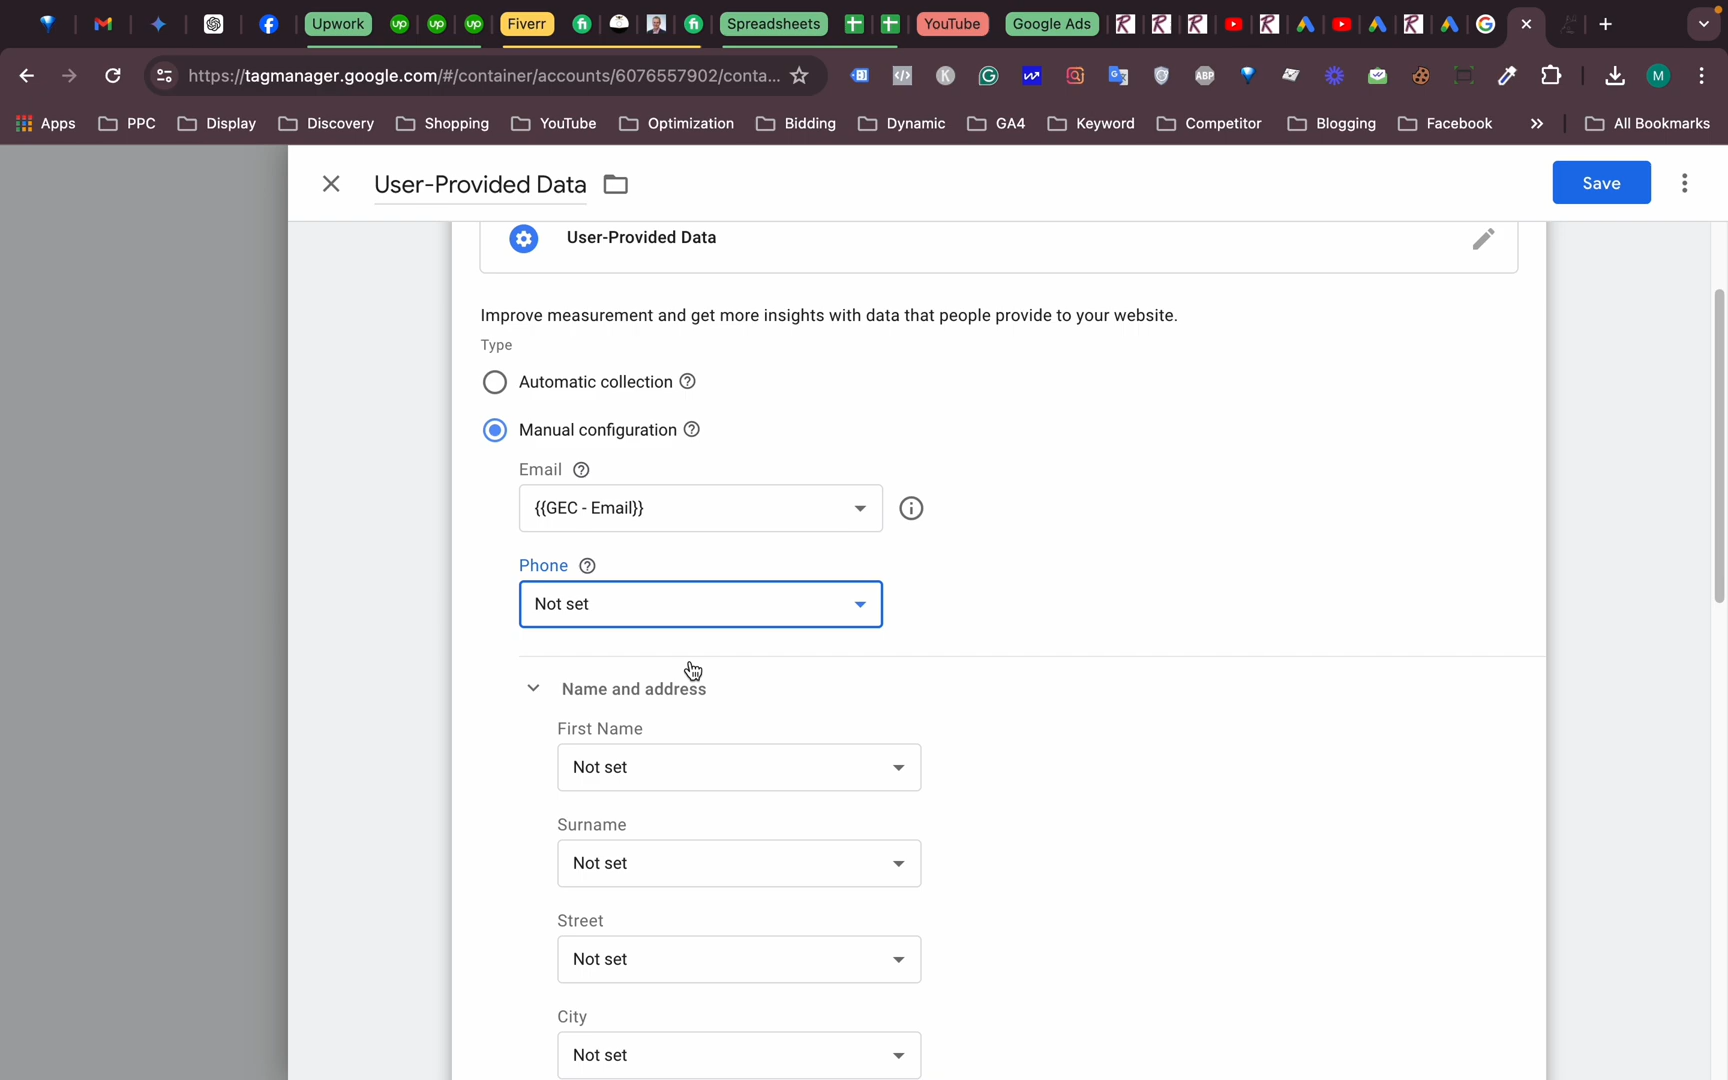 Upwork
Fiverr
Spreadsheets
YouTube
Google Ads
https://tagmanager.google.com/#/container/accounts/6076557902/conta...
ABP
M
Apps
PPC
Display
Discovery
Shopping
YouTube
Optimization
Bidding
Dynamic
GA4
Keyword
Competitor
Blogging
Facebook
All Bookmarks
User-Provided Data
Save
User-Provided Data
Improve measurement and get more insights with data that people provide to your website.
Type
Automatic collection
Manual configuration
Email
{{GEC - Email}}
Phone
Not set
Name and address
First Name
Not set
Surname
Not set
Street
Not set
City
Not set